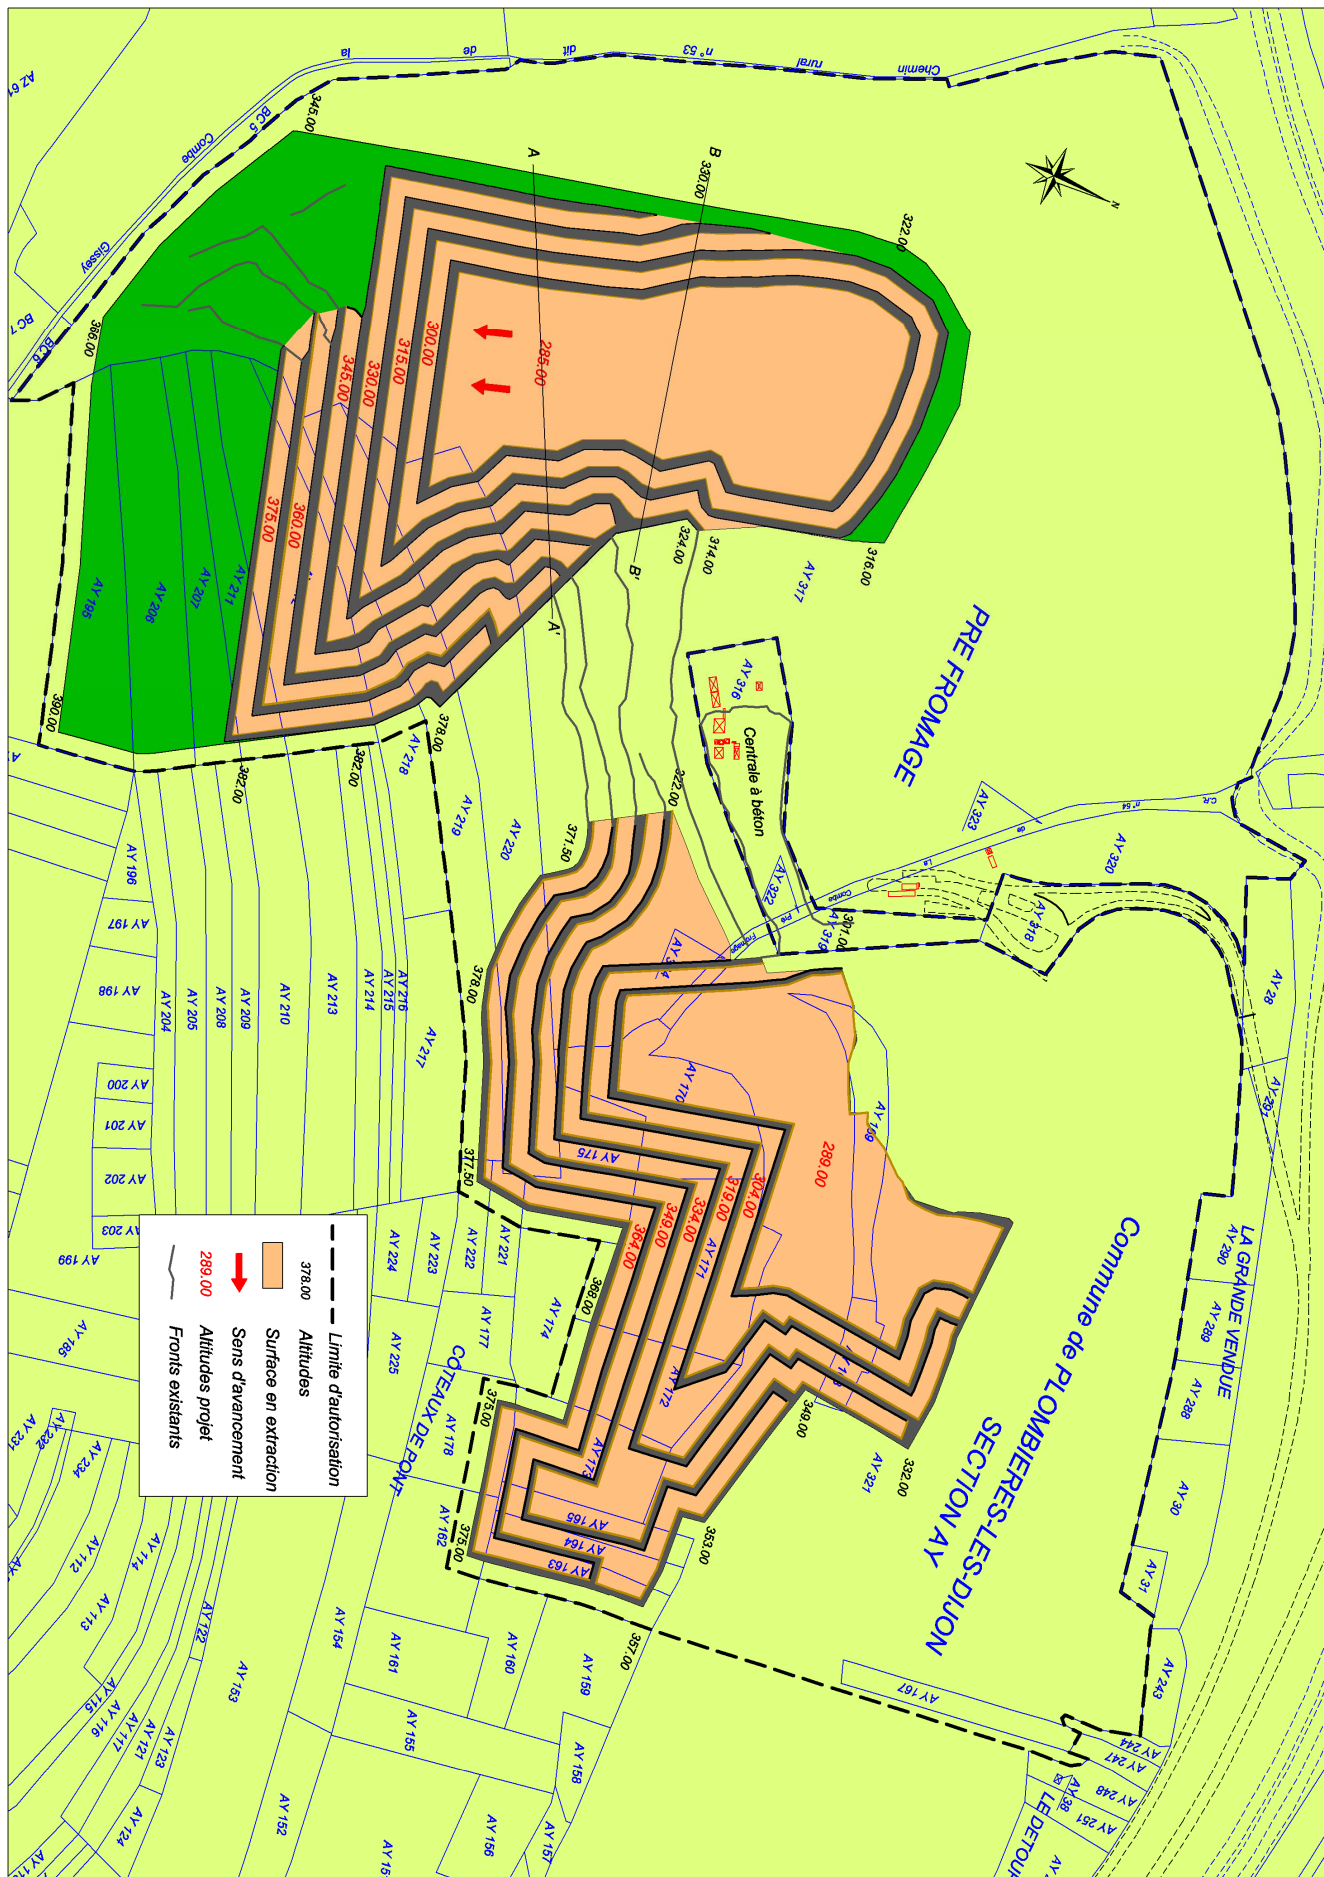 Chemin
rural
n° 53
dit
de
la
Combe
Gissey
AZ 61
BC 5
BC 6
BC 7
N
A
B
330.00
322.00
345.00
366.00
285.00
300.00
315.00
330.00
345.00
360.00
375.00
324.00
314.00
316.00
B'
A'
AY 195
AY 206
AY 207
AY 211
390.00
378.00
382.00
382.00
AY 317
PRE FROMAGE
AY 316
Centrale à béton
322.00
371.50
AY 218
AY 219
AY 220
AY 322
AY 323
AY 320
C.R.
n° 54
de
La
Combe
Pré
Fromage
AY 319
301.00
AY 318
AY 28
AY 291
AY 196
AY 197
AY 198
AY 204
AY 205
AY 208
AY 209
AY 210
AY 213
AY 214
AY 215
AY 216
AY 217
AY 200
AY 201
AY 202
AY 203
AY 199
378.00
377.50
AY 170
AY 169
AY 175
289.00
304.00
319.00
334.00
349.00
364.00
AY 171
AY 172
AY 173
AY 165
AY 164
AY 163
368.00
349.00
332.00
353.00
357.00
375.00
375.00
AY 321
Commune de PLOMBIERES-LES-DIJON
SECTION AY
LA GRANDE VENDUE
AY 290
AY 289
AY 288
AY 30
AY 31
AY 243
AY 244
AY 247
AY 248
AY 251
AY 38
LE DETOUR
AY 167
AY 221
AY 222
AY 223
AY 224
AY 174
AY 177
AY 225
COTEAUX DE PONT
AY 178
AY 162
AY 185
AY 231
AY 232
AY 234
AY 112
AY 113
AY 114
AY 115
AY 116
AY 117
AY 121
AY 122
AY 123
AY 124
AY 153
AY 154
AY 161
AY 160
AY 159
AY 155
AY 158
AY 152
AY 156
AY 157
Limite d'autorisation
378.00 Altitudes
Surface en extraction
Sens d'avancement
289.00 Altitudes projet
Fronts existants